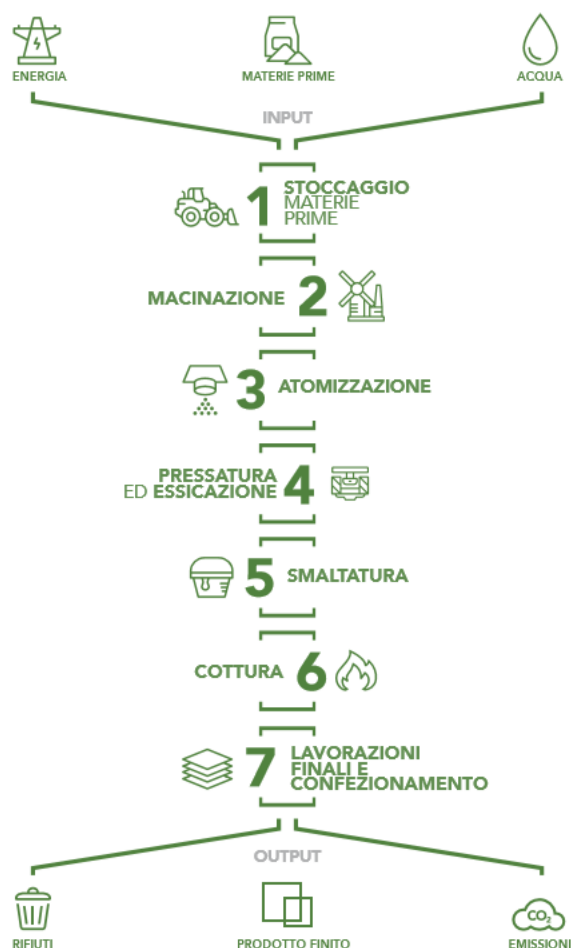 ENERGIA
MATERIE PRIME
ACQUA
INPUT
1
STOCCAGGIO
MATERIE
PRIME
MACINAZIONE 2
3 ATOMIZZAZIONE
PRESSATURA
ED ESSICAZIONE
4
5 SMALTATURA
COTTURA 6
7
LAVORAZIONI
FINALI E
CONFEZIONAMENTO
OUTPUT
RIFIUTI
PRODOTTO FINITO
CO₂
EMISSIONI